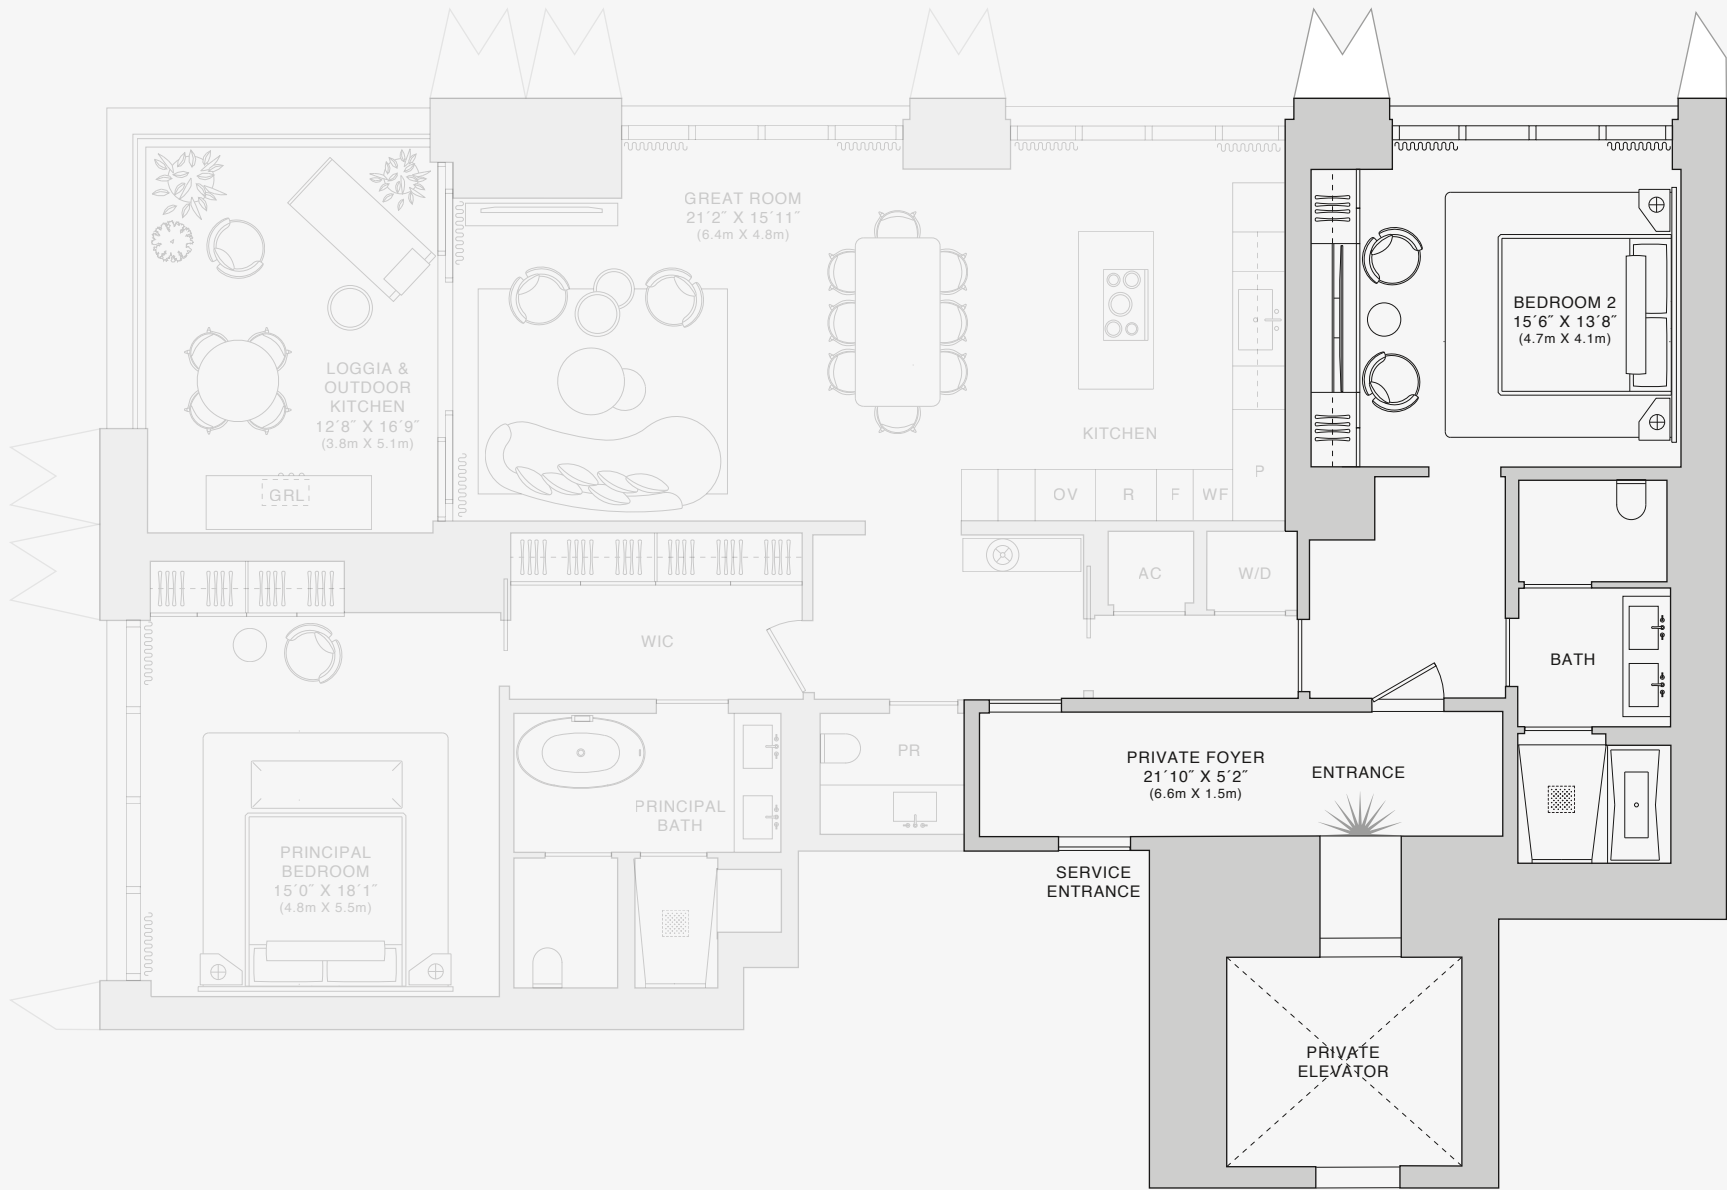 GREAT ROOM
21´2˝ X 15´11˝
(6.4m X 4.8m)
BEDROOM 2
15´6˝ X 13´8˝
(4.7m X 4.1m)
LOGGIA &
OUTDOOR
KITCHEN
12´8˝ X 16´9˝
(3.8m X 5.1m)
KITCHEN
GRL
OV
R
F
WF
P
AC
W/D
WIC
BATH
PR
PRIVATE FOYER
21´10˝ X 5´2˝
(6.6m X 1.5m)
ENTRANCE
PRINCIPAL
BATH
PRINCIPAL
BEDROOM
15´0˝ X 18´1˝
(4.8m X 5.5m)
SERVICE
ENTRANCE
PRIVATE
ELEVATOR